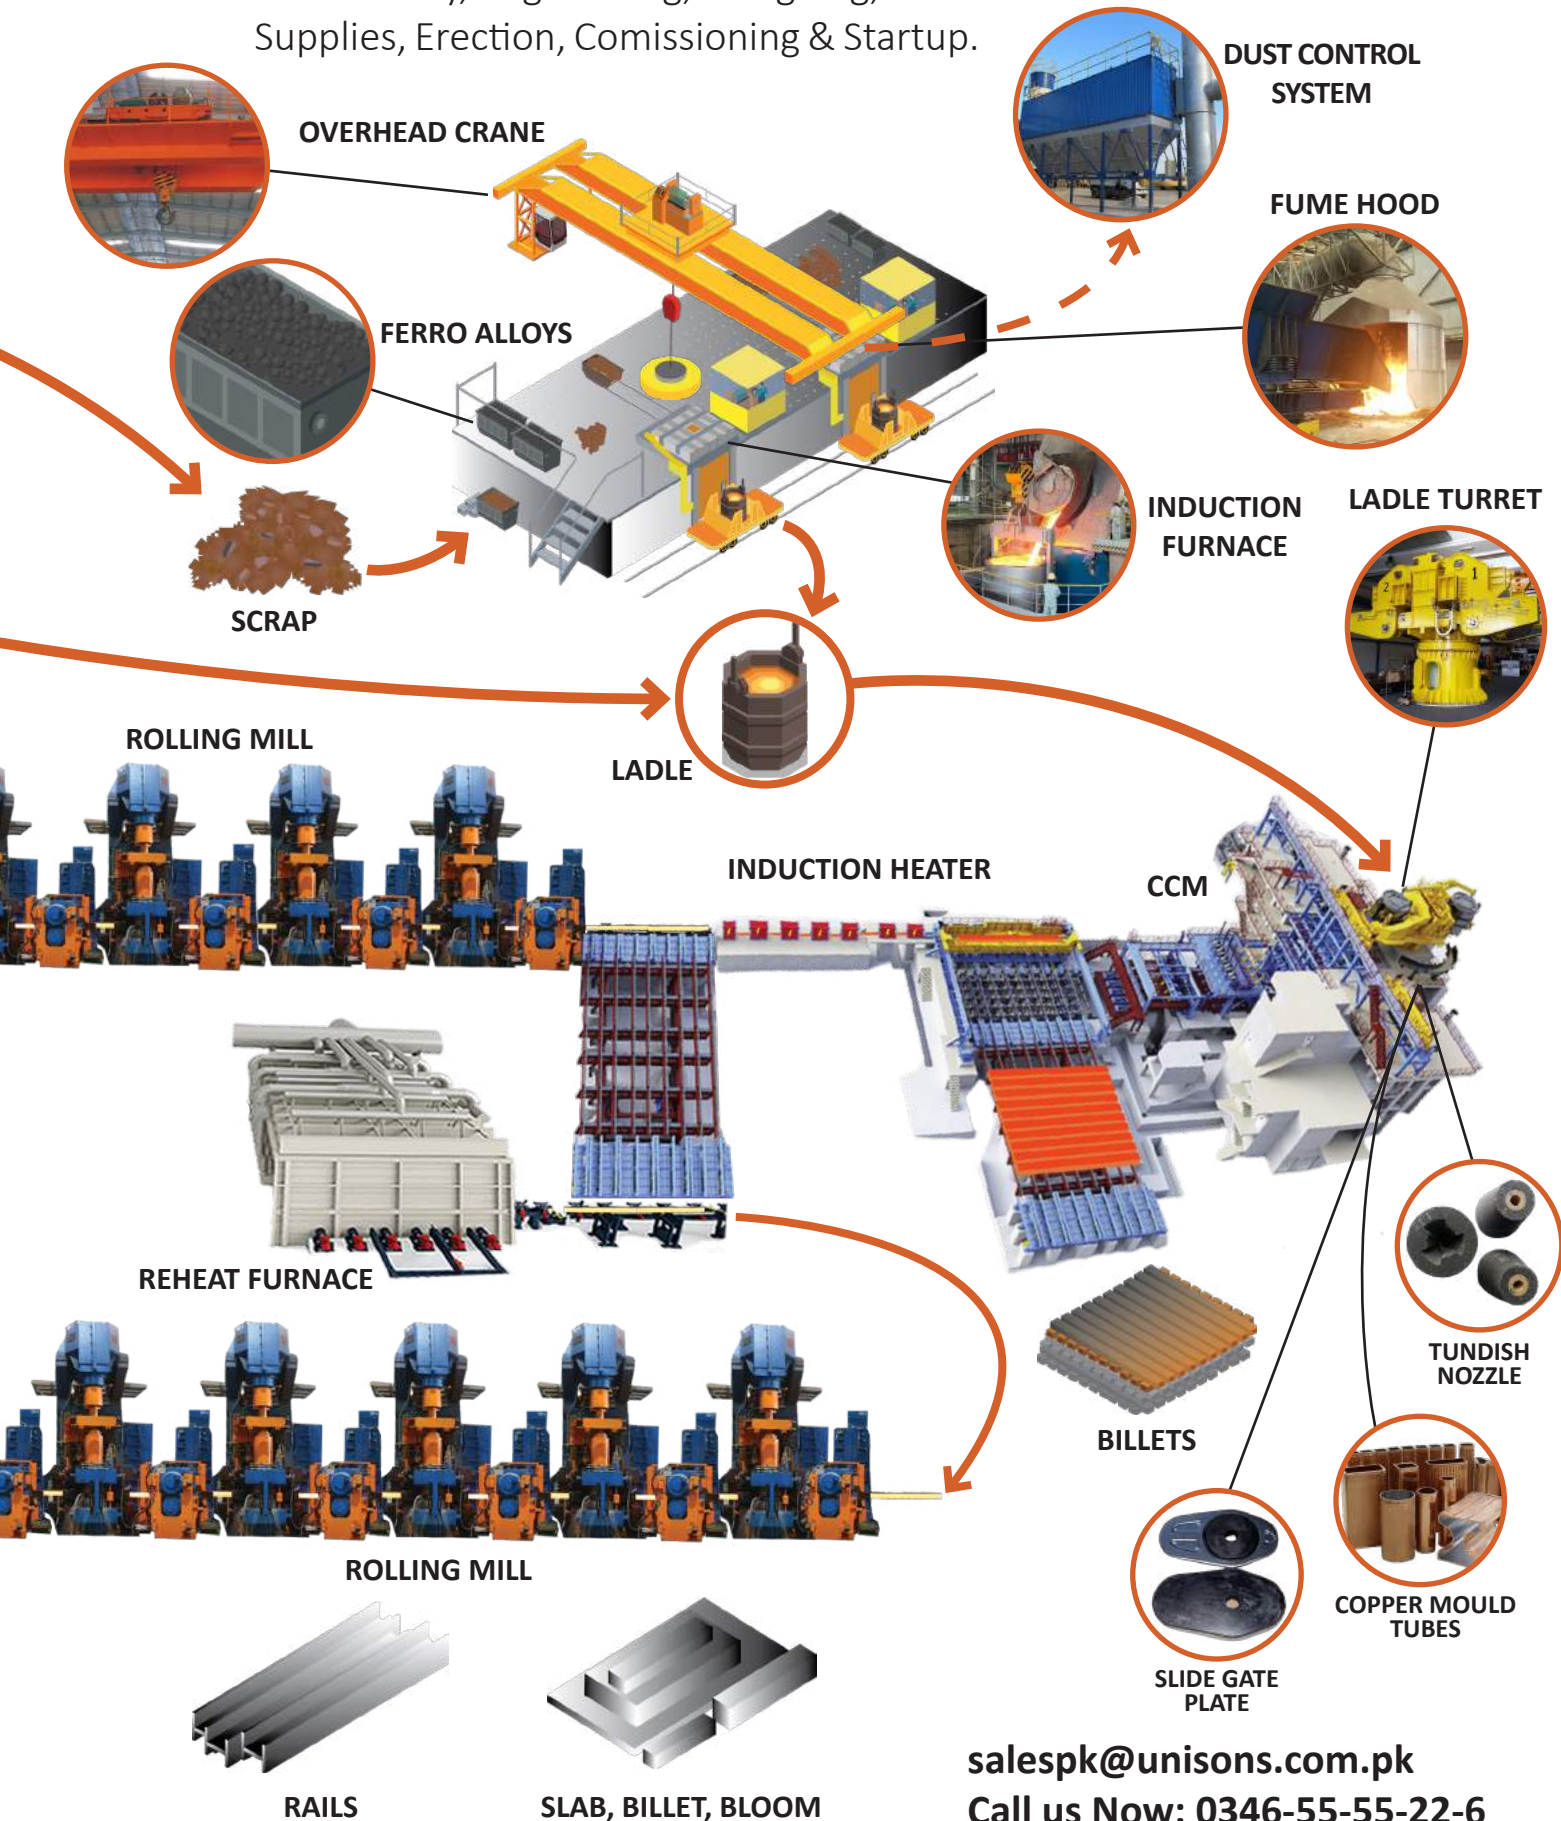 Supplies, Erection, Comissioning & Startup.
DUST CONTROL
SYSTEM
OVERHEAD CRANE
FUME HOOD
FERRO ALLOYS
INDUCTION
FURNACE
LADLE TURRET
2
1
SCRAP
ROLLING MILL
LADLE
INDUCTION HEATER
CCM
REHEAT FURNACE
TUNDISH
NOZZLE
BILLETS
ROLLING MILL
COPPER MOULD
TUBES
SLIDE GATE
PLATE
salespk@unisons.com.pk
RAILS
SLAB, BILLET, BLOOM
Call us Now: 0346-55-55-22-6